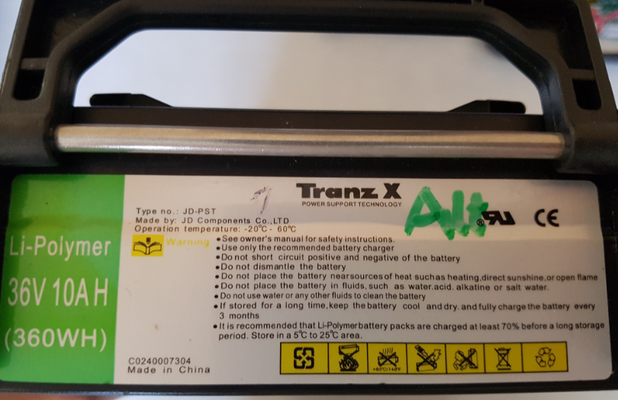 Tranz X
POWER SUPPORT TECHNOLOGY
Alt
Type no.: JD-PST
Made by: JD Components Co.,LTD
Operation temperature: -20°C- 60°C
Warning
Li-Polymer
36V 10AH
(360WH)
•See owner's manual for safety instructions.
•Use only the recommended battery charger
•Do not short circuit positive and negative of the battery
•Do not dismantle the battery
•Do not place the battery near sources of heat such as heating, direct sunshine, or open flame
•Do not place the battery in fluids, such as water. acid. alkaline or salt water.
•Do not use water or any other fluids to clean the battery
•If stored for a long time, keep the battery cool and dry. and fully charge the battery every
3 months
•It is recommended that Li-Polymer battery packs are charged at least 70% before a long storage
period. Store in a 5°C to 25°C area.
C0240007304
Made in China